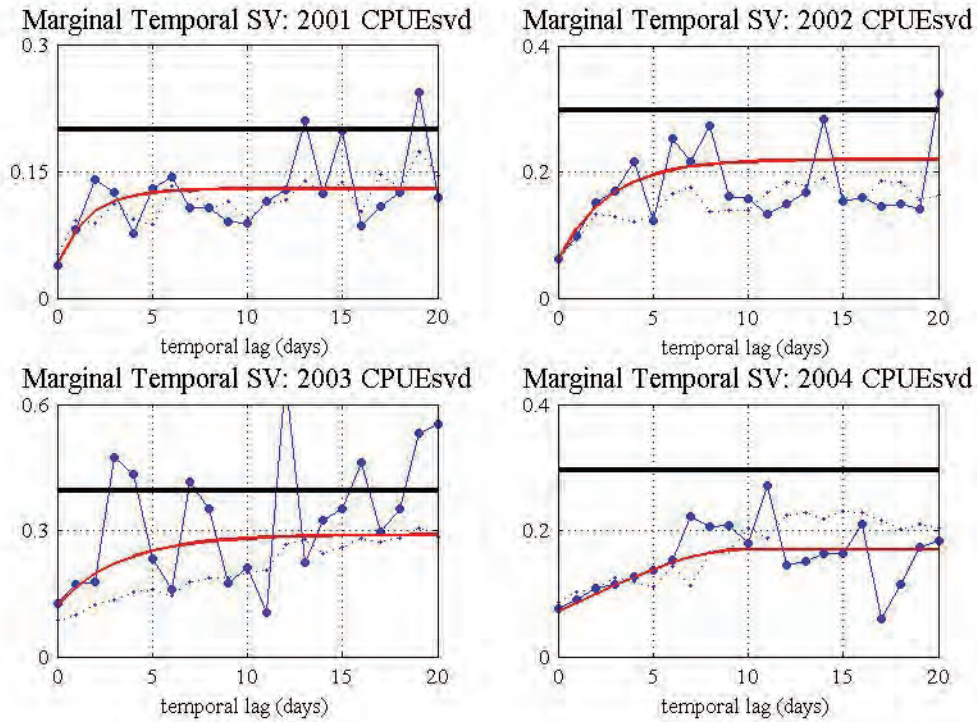 Marginal Temporal SV: 2001 CPUEsvd
0.3
0.15
0
0 5 10 15 20
temporal lag (days)
Marginal Temporal SV: 2002 CPUEsvd
0.4
0.2
0
0 5 10 15 20
temporal lag (days)
Marginal Temporal SV: 2003 CPUEsvd
0.6
0.3
0
0 5 10 15 20
temporal lag (days)
Marginal Temporal SV: 2004 CPUEsvd
0.4
0.2
0
0 5 10 15 20
temporal lag (days)